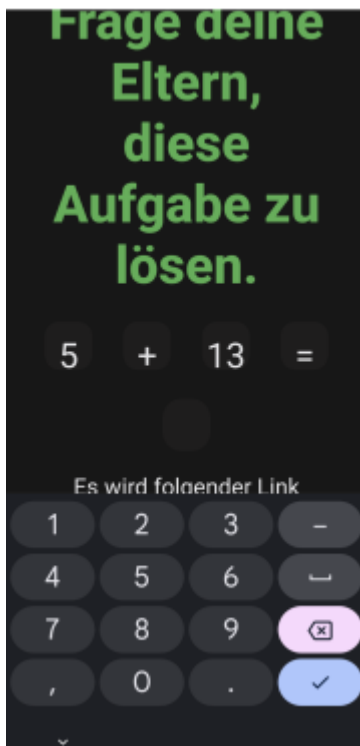 Frage deine
Eltern,
diese
Aufgabe zu
lösen.
5 + 13 =
Es wird folgender Link
1 2 3 –
4 5 6
7 8 9
, 0 .